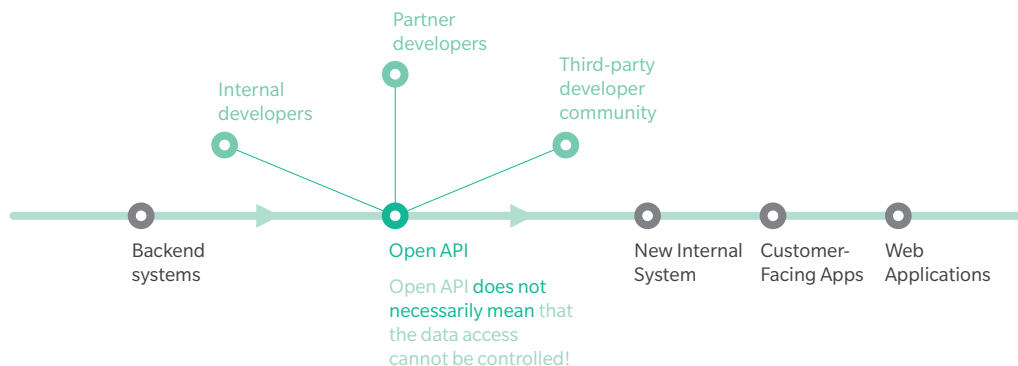 Partner
developers
Third-party
developer
community
Internal
developers
Backend
systems
Open API
Open API does not
necessarily mean that
the data access
cannot be controlled!
New Internal
System
Customer-
Facing Apps
Web
Applications